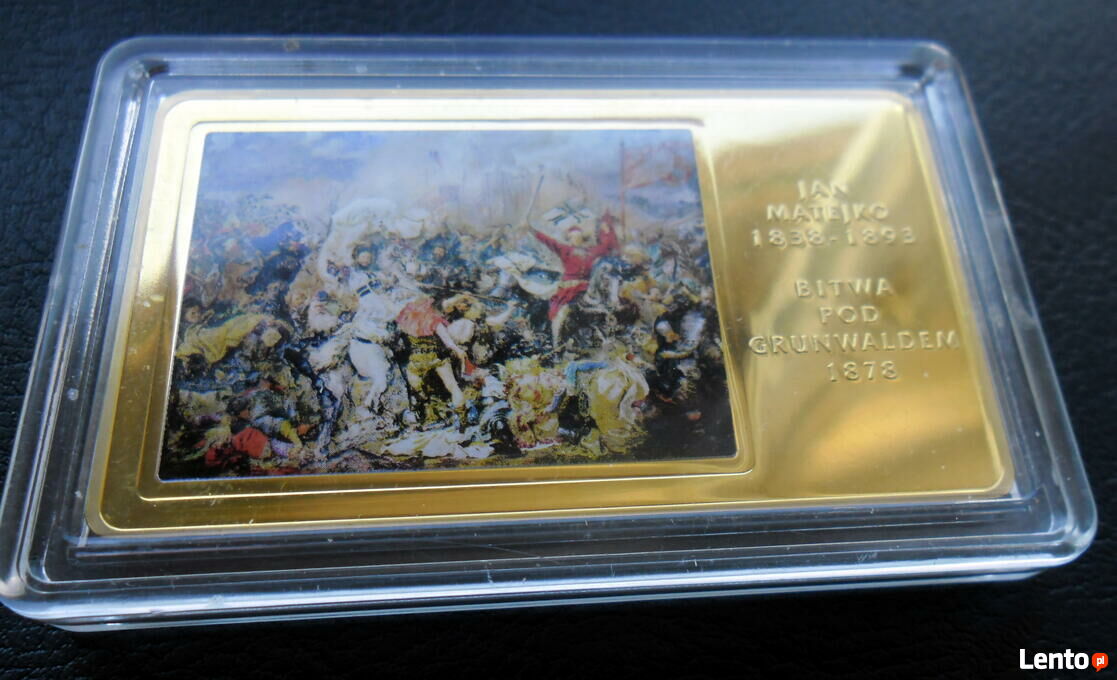 JAN
MATEJKO
1838-1893
BITWA
POD
GRUNWALDEM
1878
Lento pl